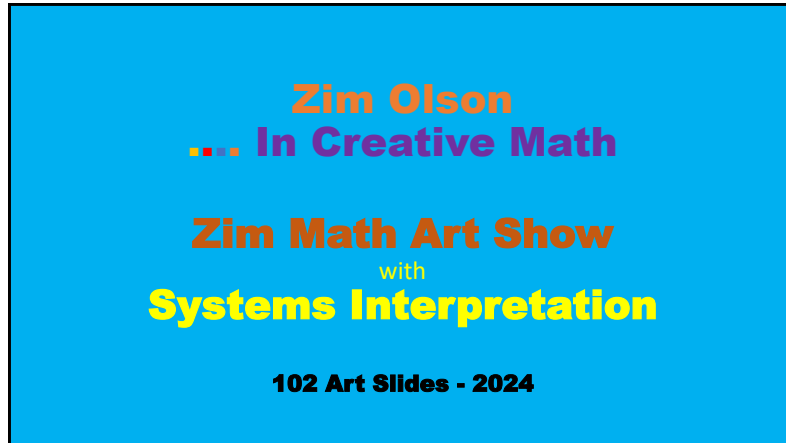 Zim Olson
.... In Creative Math
Zim Math Art Show
with
Systems Interpretation
102 Art Slides - 2024